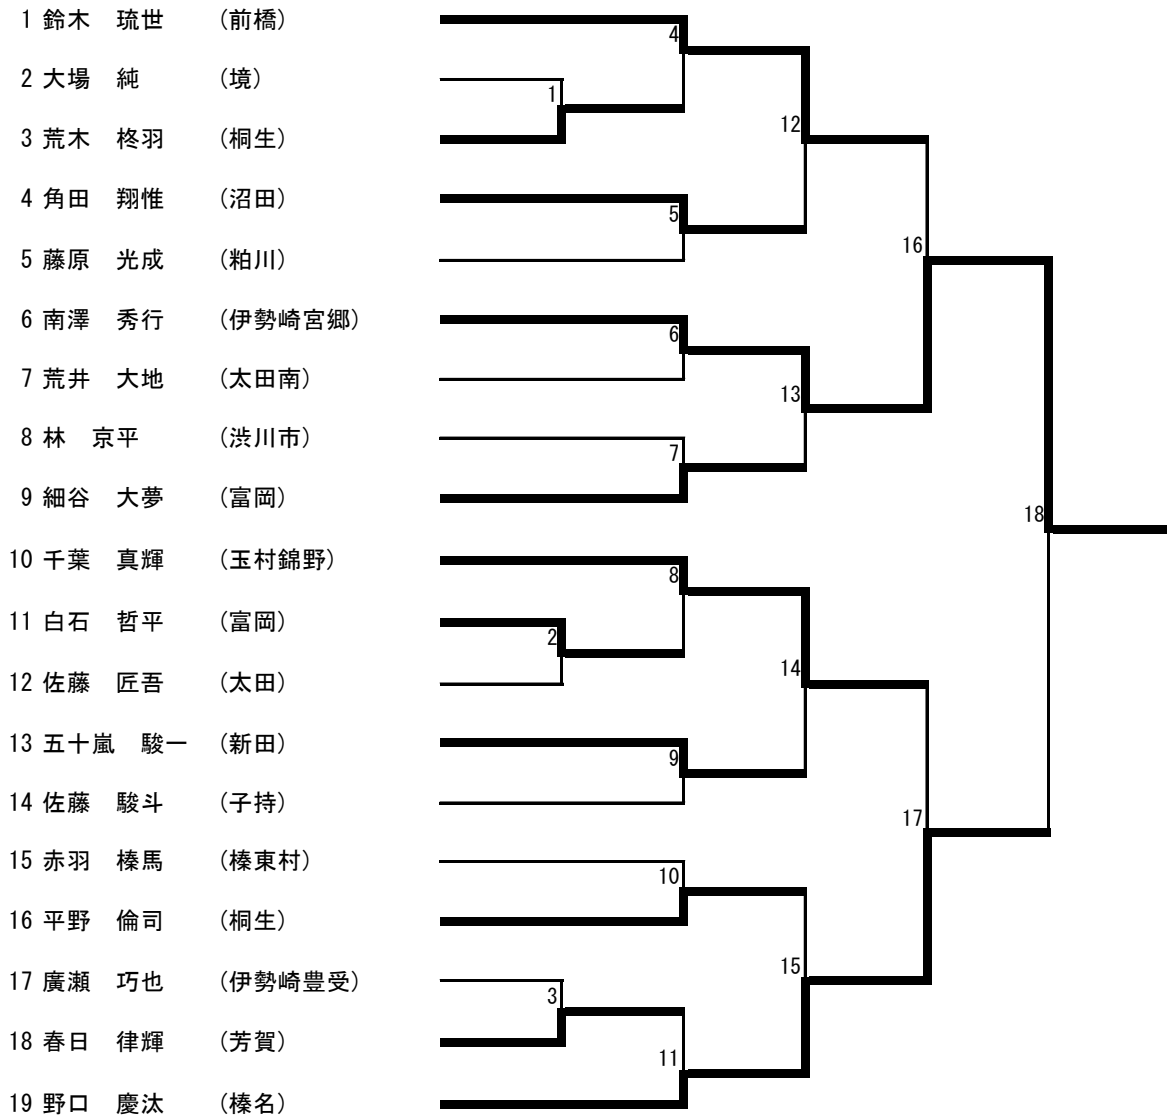 1 鈴木　琉世　（前橋）
4
2 大場　純　（境）
1
12
3 荒木　柊羽　（桐生）
4 角田　翔惟　（沼田）
5
16
5 藤原　光成　（粕川）
6 南澤　秀行　（伊勢崎宮郷）
6
7 荒井　大地　（太田南）
13
8 林　京平　（渋川市）
7
9 細谷　大夢　（富岡）
18
10 千葉　真輝　（玉村錦野）
8
11 白石　哲平　（富岡）
2
14
12 佐藤　匠吾　（太田）
13 五十嵐　駿一　（新田）
9
14 佐藤　駿斗　（子持）
17
15 赤羽　榛馬　（榛東村）
10
16 平野　倫司　（桐生）
15
17 廣瀬　巧也　（伊勢崎豊受）
3
18 春日　律輝　（芳賀）
11
19 野口　慶汰　（榛名）